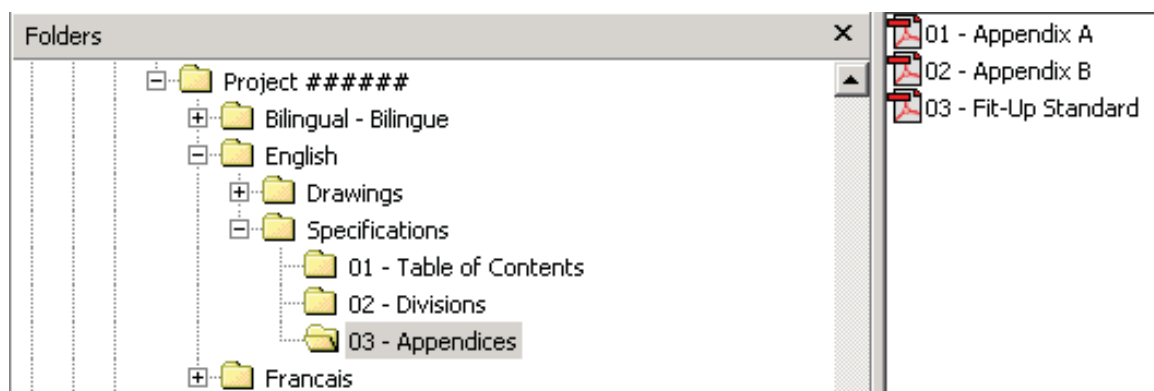 Folders
Project ######
Bilingual - Bilingue
English
Drawings
Specifications
01 - Table of Contents
02 - Divisions
03 - Appendices
Francais
01 - Appendix A
02 - Appendix B
03 - Fit-Up Standard